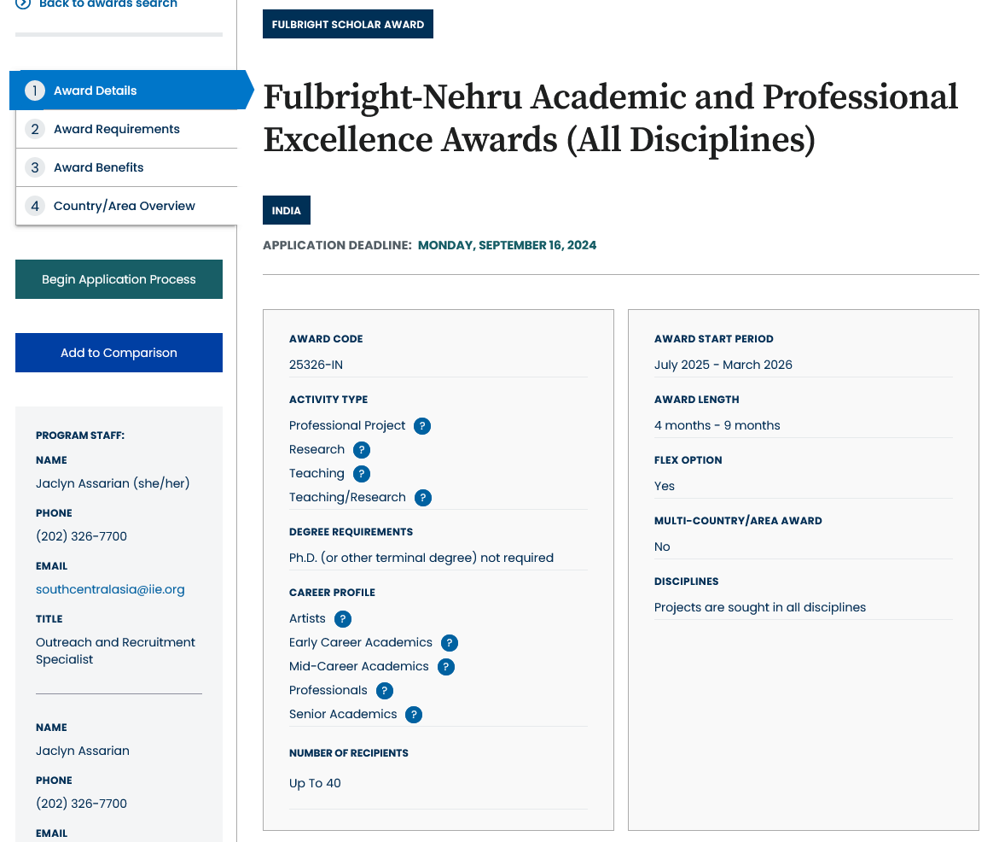 Back to awards search
1 Award Details
2 Award Requirements
3 Award Benefits
4 Country/Area Overview
Begin Application Process
Add to Comparison
PROGRAM STAFF:
NAME
Jaclyn Assarian (she/her)
PHONE
(202) 326-7700
EMAIL
southcentralasia@iie.org
TITLE
Outreach and Recruitment
Specialist
NAME
Jaclyn Assarian
PHONE
(202) 326-7700
EMAIL
FULBRIGHT SCHOLAR AWARD
Fulbright-Nehru Academic and Professional
Excellence Awards (All Disciplines)
INDIA
APPLICATION DEADLINE: MONDAY, SEPTEMBER 16, 2024
AWARD CODE
25326-IN
ACTIVITY TYPE
Professional Project ?
Research ?
Teaching ?
Teaching/Research ?
DEGREE REQUIREMENTS
Ph.D. (or other terminal degree) not required
CAREER PROFILE
Artists ?
Early Career Academics ?
Mid-Career Academics ?
Professionals ?
Senior Academics ?
NUMBER OF RECIPIENTS
Up To 40
AWARD START PERIOD
July 2025 - March 2026
AWARD LENGTH
4 months - 9 months
FLEX OPTION
Yes
MULTI-COUNTRY/AREA AWARD
No
DISCIPLINES
Projects are sought in all disciplines